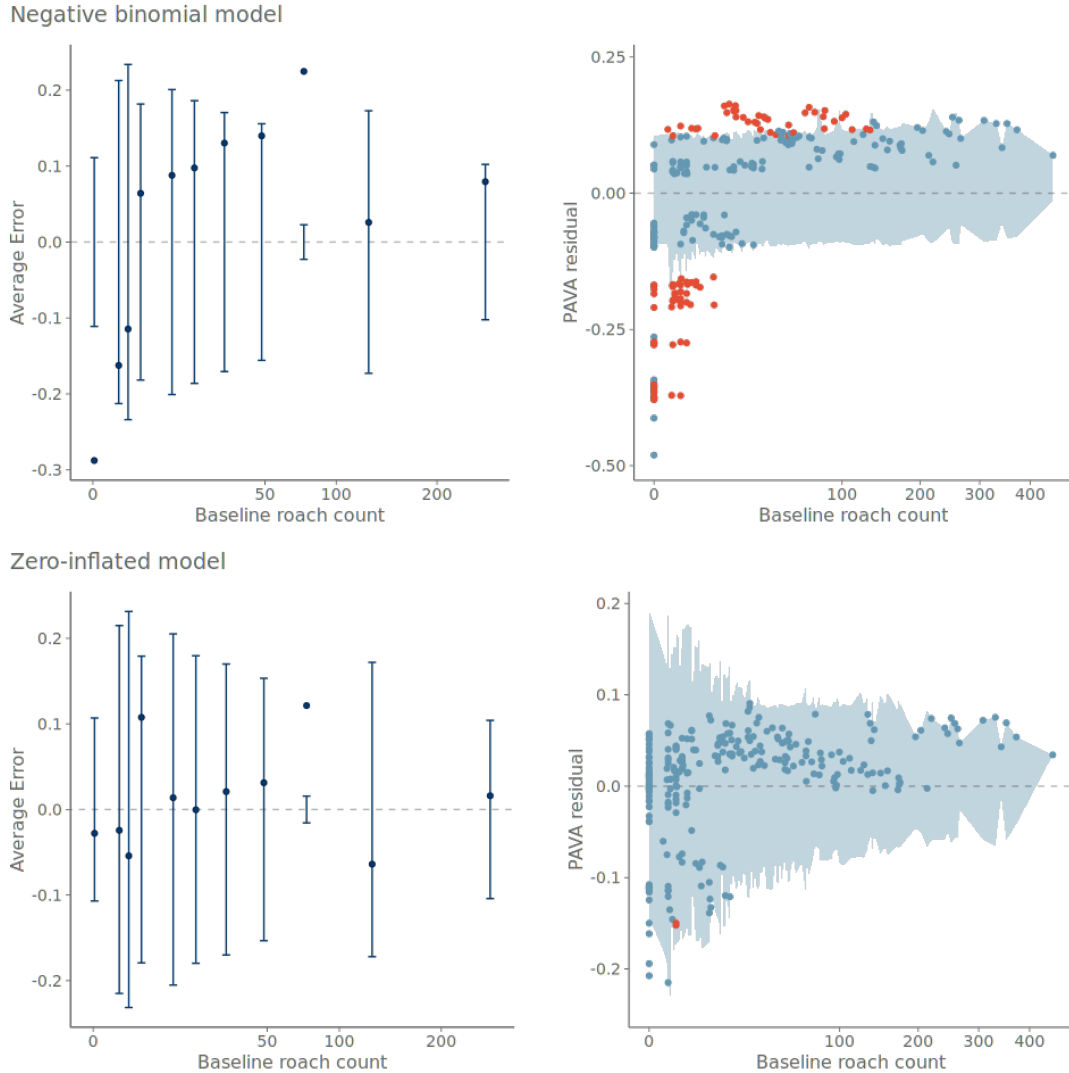 Negative binomial model
Average Error
0.2
0.1
0.0
-0.1
-0.2
-0.3
0 50 100 200
Baseline roach count
PAVA residual
0.25
0.00
-0.25
-0.50
0 100 200 300 400
Baseline roach count
Zero-inflated model
Average Error
0.2
0.1
0.0
-0.1
-0.2
0 50 100 200
Baseline roach count
PAVA residual
0.2
0.1
0.0
-0.1
-0.2
0 100 200 300 400
Baseline roach count